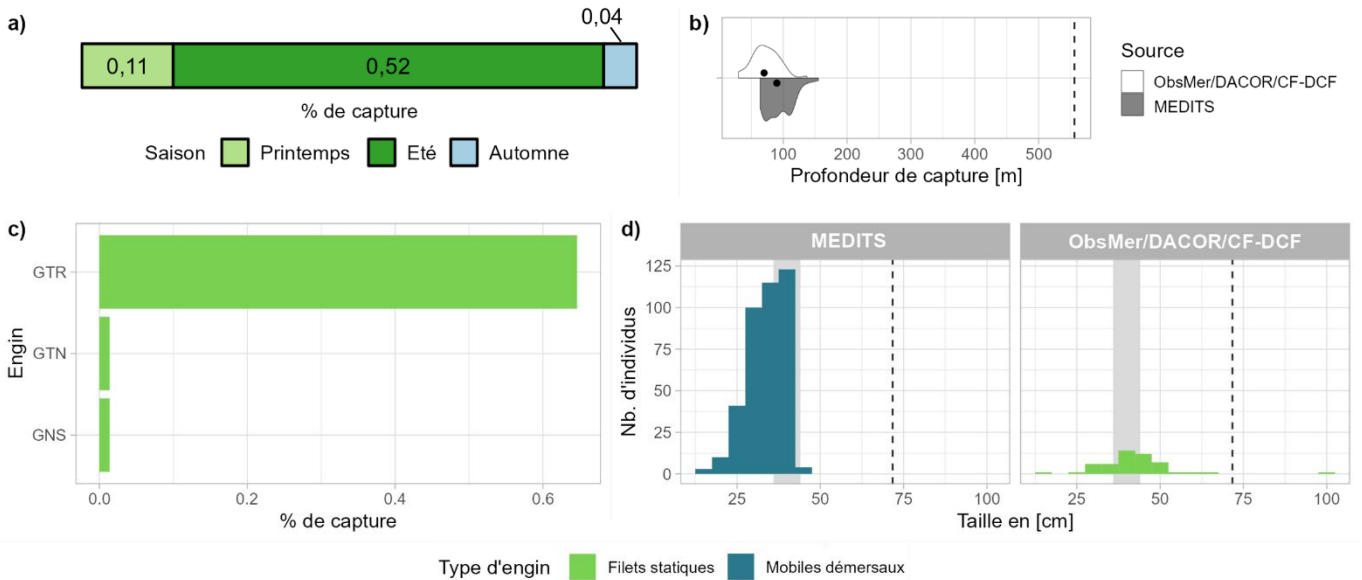 a)
0,04
0,11
0,52
% de capture
Saison Printemps Eté Automne
b)
100 200 300 400 500
Profondeur de capture [m]
Source
ObsMer/DACOR/CF-DCF
MEDITS
c)
GTR
GTN
GNS
Engin
0.0 0.2 0.4 0.6
% de capture
d)
MEDITS ObsMer/DACOR/CF-DCF
125
100
75
50
25
0
Nb. d'individus
25 50 75 100 25 50 75 100
Taille en [cm]
Type d'engin Filets statiques Mobiles démersaux